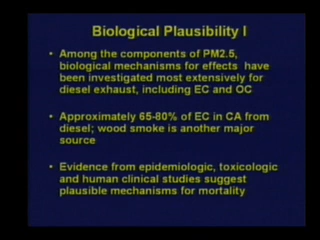 Biological Plausibility I
• Among the components of PM2.5,
biological mechanisms for effects have
been investigated most extensively for
diesel exhaust, including EC and OC
• Approximately 65-80% of EC in CA from
diesel; wood smoke is another major
source
• Evidence from epidemiologic, toxicologic
and human clinical studies suggest
plausible mechanisms for mortality